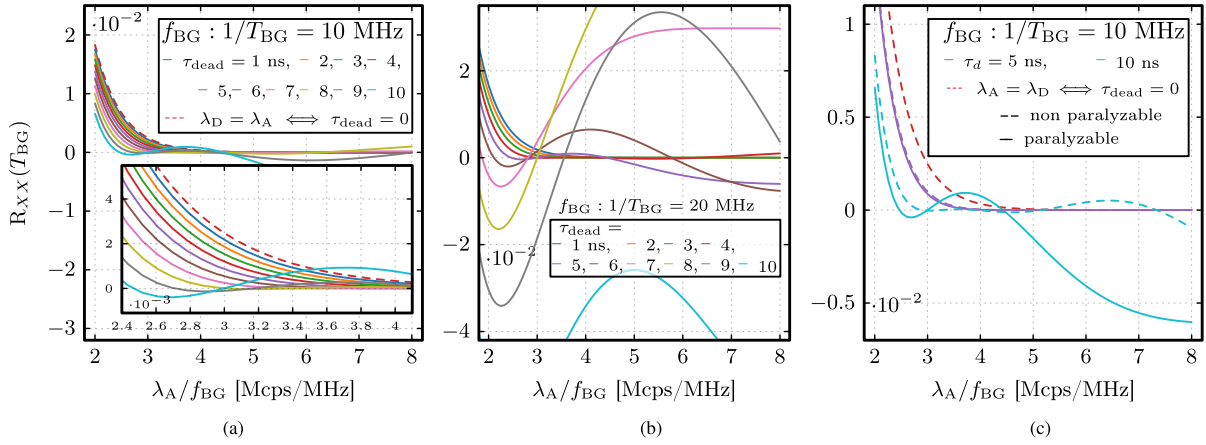 ·10⁻²
f_BG : 1/T_BG = 10 MHz
τ_dead = 1 ns, 2, 3, 4,
5, 6, 7, 8, 9, 10
λ_D = λ_A ⟺ τ_dead = 0
R_XX(T_BG)
2
1
0
−1
−2
−3
4
2
0
·10⁻³
2.4 2.6 2.8 3 3.2 3.4 3.6 3.8 4
2 3 4 5 6 7 8
λ_A/f_BG [Mcps/MHz]
(a)
2
0
−2
−4
f_BG : 1/T_BG = 20 MHz
τ_dead =
1 ns, 2, 3, 4,
5, 6, 7, 8, 9, 10
·10⁻²
2 3 4 5 6 7 8
λ_A/f_BG [Mcps/MHz]
(b)
1
0.5
0
−0.5
f_BG : 1/T_BG = 10 MHz
τ_d = 5 ns, 10 ns
λ_A = λ_D ⟺ τ_dead = 0
non paralyzable
paralyzable
·10⁻²
2 3 4 5 6 7 8
λ_A/f_BG [Mcps/MHz]
(c)